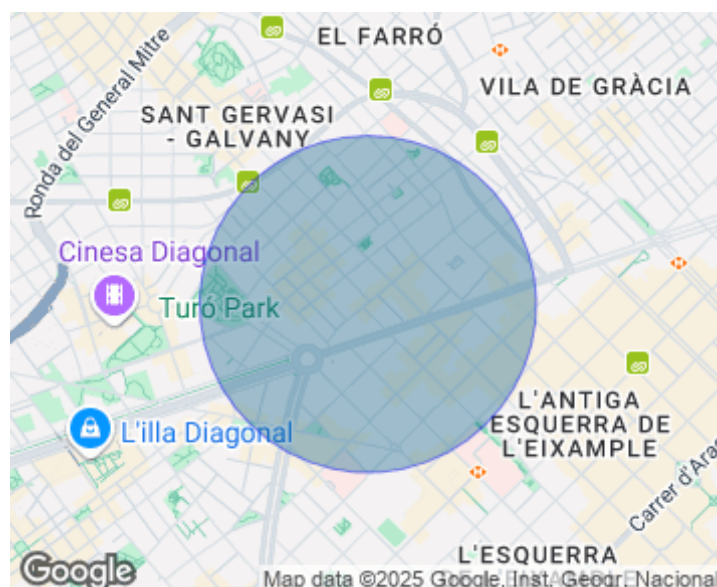 EL FARRÓ
VILA DE GRÀCIA
SANT GERVASI
- GALVANY
Ronda del General Mitre
Cinesa Diagonal
Turó Park
L'illa Diagonal
L'ANTIGA
ESQUERRA DE
L'EIXAMPLE
Carrer d'Arag
L'ESQUERRA
Google
Map data ©2025 Google, Inst. Geogr. Nacional